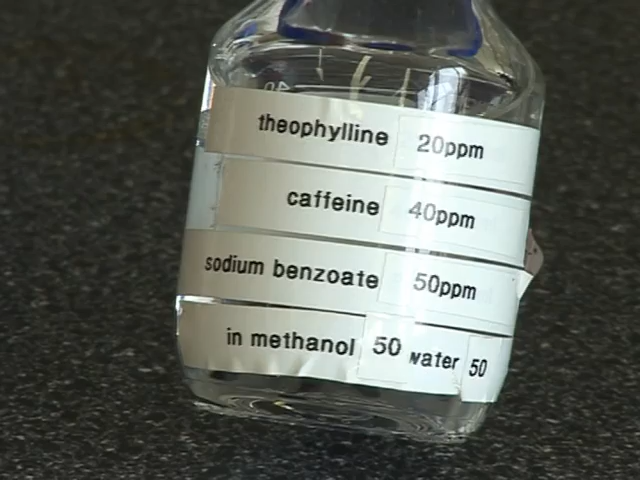 theophylline 20ppm
caffeine 40ppm
sodium benzoate 50ppm
in methanol 50 water 50